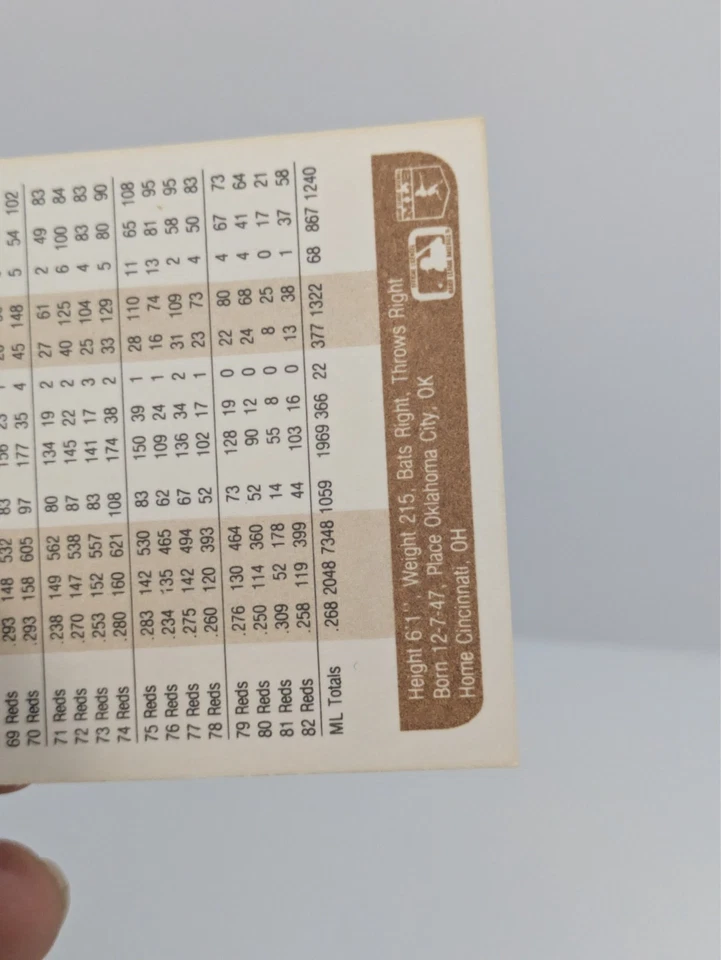 69 Reds .293 148 532 83 156 23
70 Reds .293 158 605 97 177 35 4 45 148 5 54 102
71 Reds .238 149 562 80 134 19 2 27 61 2 49 83
72 Reds .270 147 538 87 145 22 2 40 125 6 100 84
73 Reds .253 152 557 83 141 17 3 25 104 4 83 83
74 Reds .280 160 621 108 174 38 2 33 129 5 80 90
75 Reds .283 142 530 83 150 39 1 28 110 11 65 108
76 Reds .234 135 465 62 109 24 1 16 74 13 81 95
77 Reds .275 142 494 67 136 34 2 31 109 2 58 95
78 Reds .260 120 393 52 102 17 1 23 73 4 50 83
79 Reds .276 130 464 73 128 19 0 22 80 4 67 73
80 Reds .250 114 360 52 90 12 0 24 68 4 41 64
81 Reds .309 52 178 14 55 8 0 8 25 0 17 21
82 Reds .258 119 399 44 103 16 0 13 38 1 37 58
ML Totals .268 2048 7348 1059 1969 366 22 377 1322 68 867 1240
Height 6'1", Weight 215, Bats Right, Throws Right
Born 12-7-47, Place Oklahoma City, OK
Home Cincinnati, OH